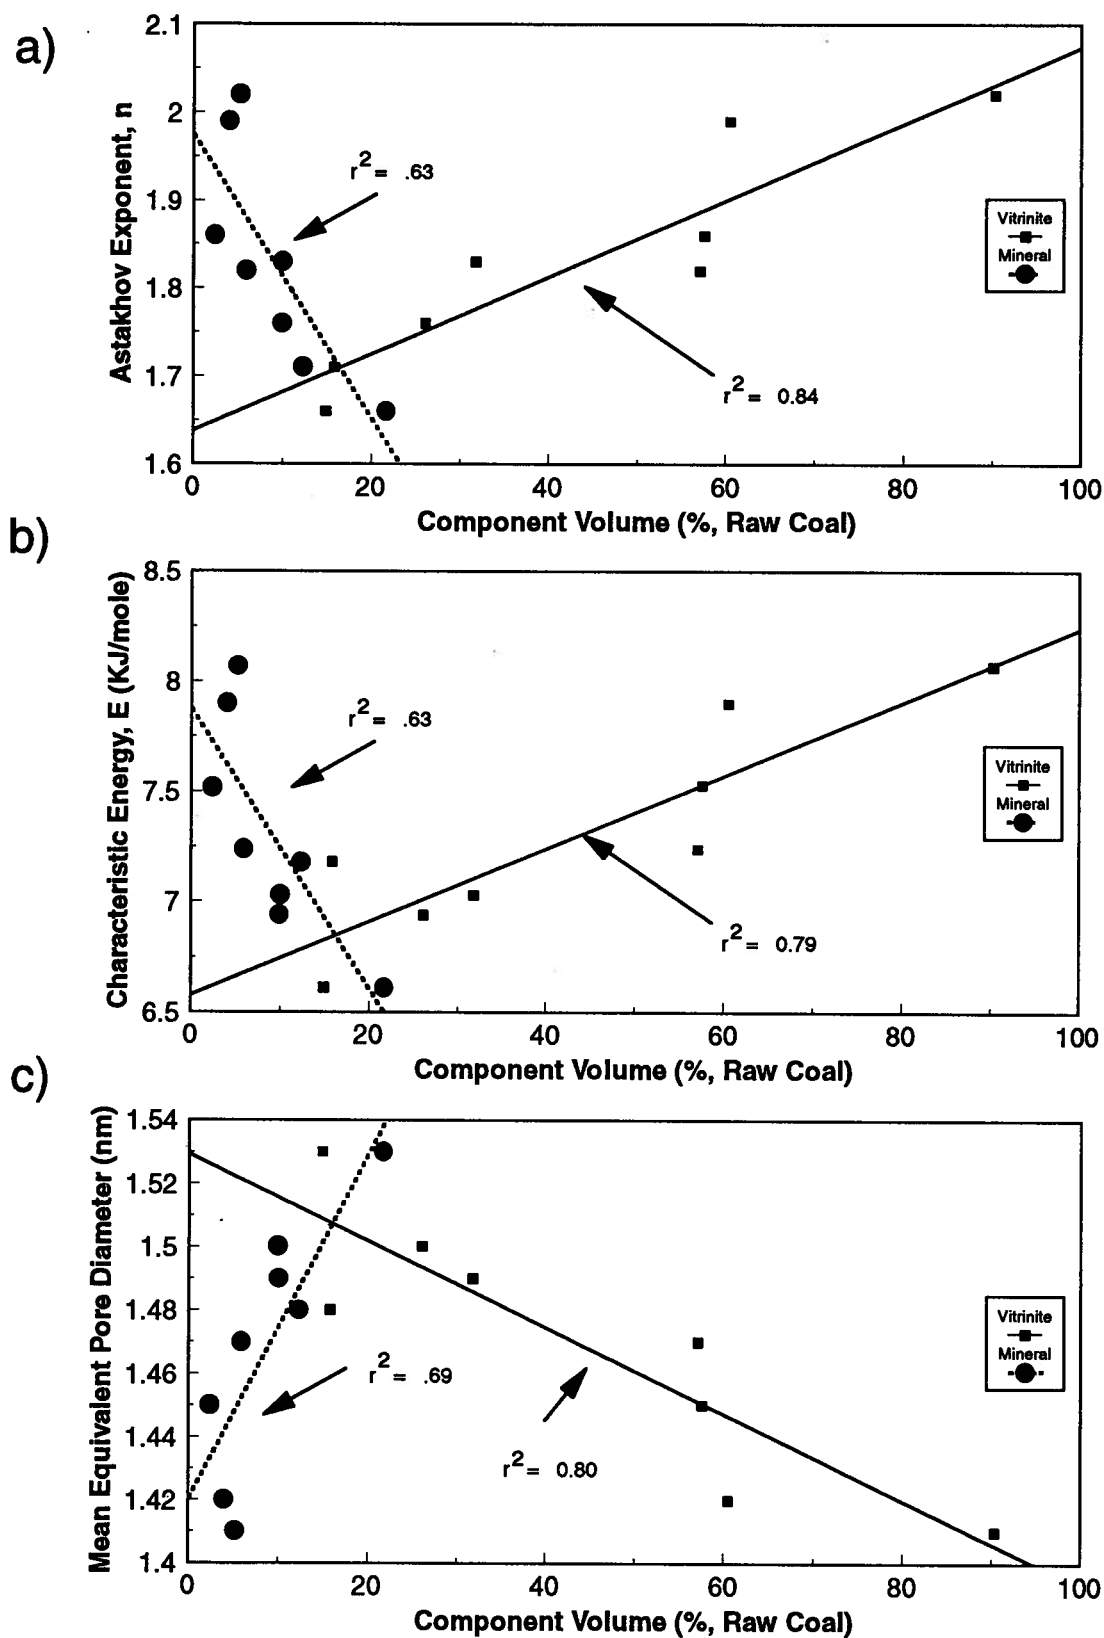 a)
2.1
2
1.9
1.8
1.7
1.6
Astakhov Exponent, n
r2 = .63
r2 = 0.84
Vitrinite
Mineral
0 20 40 60 80 100
Component Volume (%, Raw Coal)
b)
8.5
8
7.5
7
6.5
Characteristic Energy, E (KJ/mole)
r2 = .63
r2 = 0.79
Vitrinite
Mineral
0 20 40 60 80 100
Component Volume (%, Raw Coal)
c)
1.54
1.52
1.5
1.48
1.46
1.44
1.42
1.4
Mean Equivalent Pore Diameter (nm)
r2 = .69
r2 = 0.80
Vitrinite
Mineral
0 20 40 60 80 100
Component Volume (%, Raw Coal)